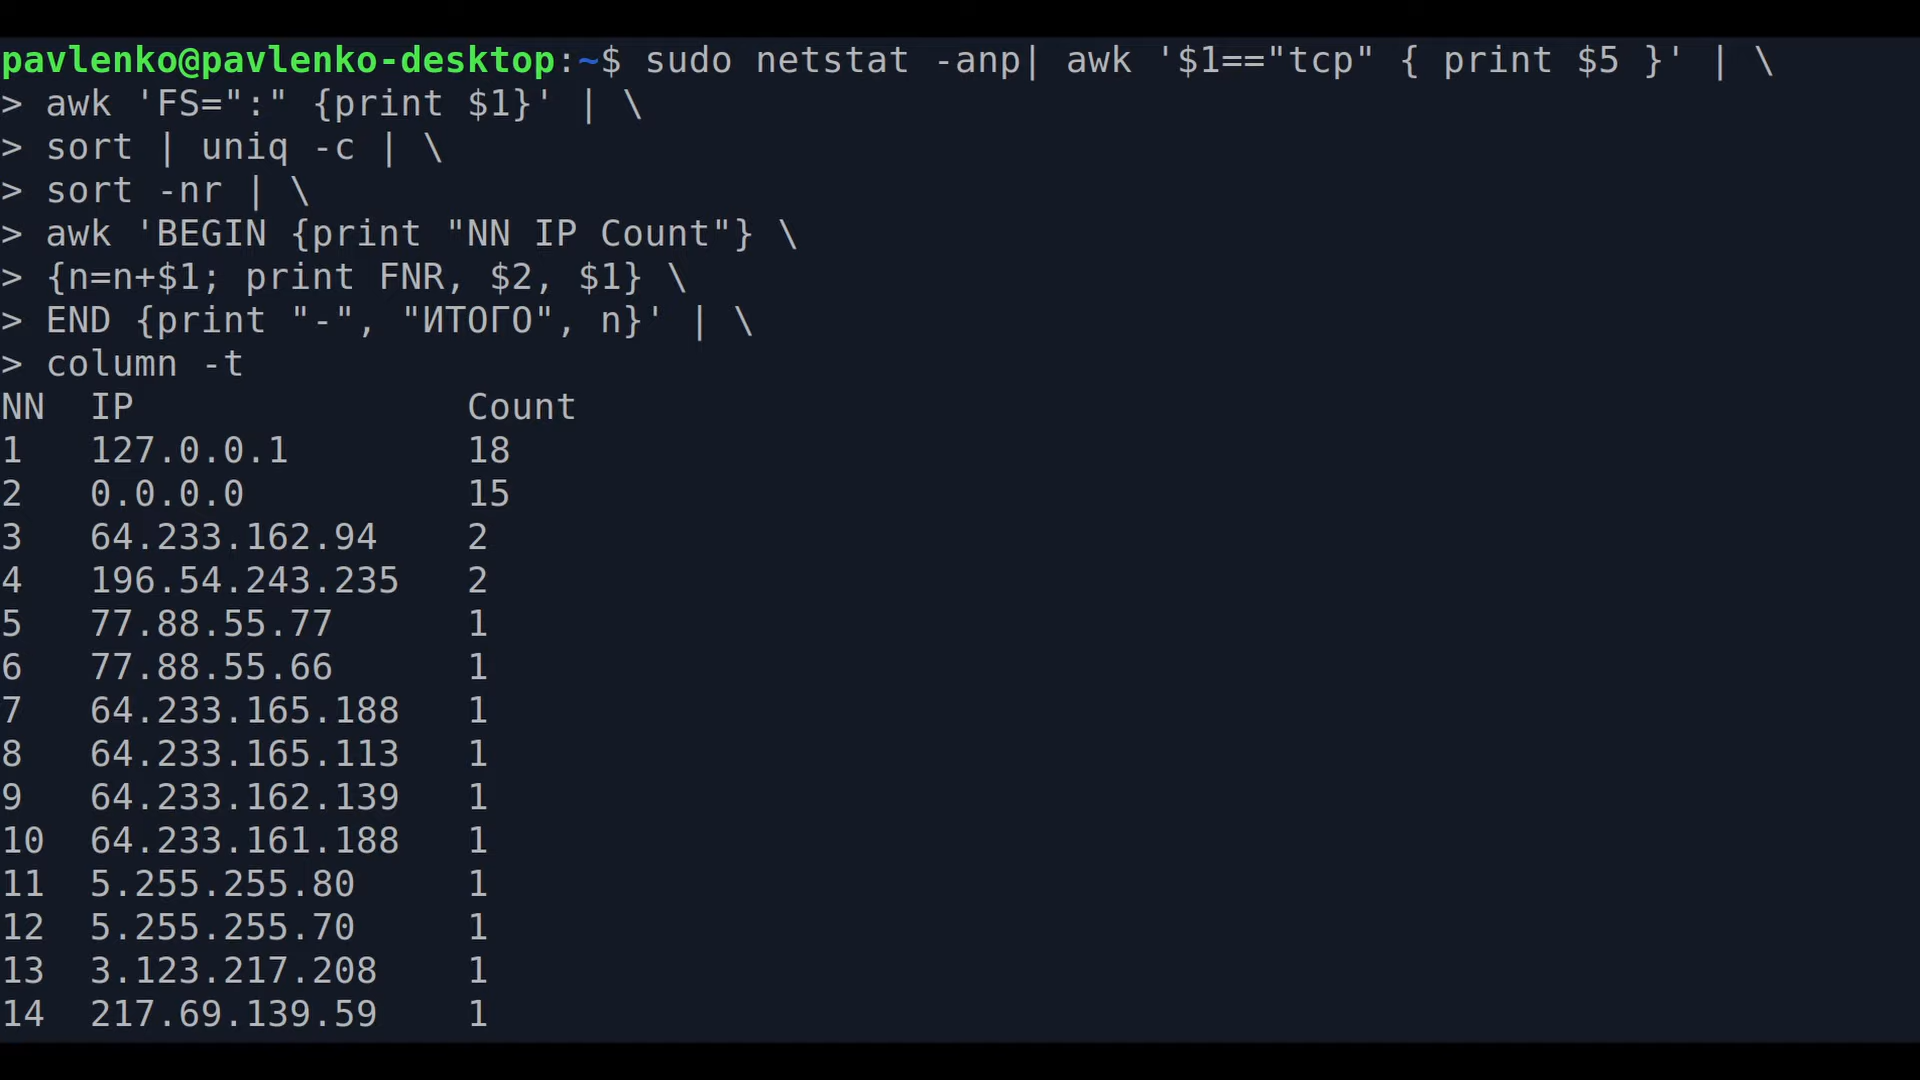 pavlenko@pavlenko-desktop:~$ sudo netstat -anp| awk '$1=="tcp" { print $5 }' | \
> awk 'FS=":" {print $1}' | \
> sort | uniq -c | \
> sort -nr | \
> awk 'BEGIN {print "NN IP Count"} \
> {n=n+$1; print FNR, $2, $1} \
> END {print "-", "ИТОГО", n}' | \
> column -t
NN  IP               Count
1   127.0.0.1        18
2   0.0.0.0          15
3   64.233.162.94    2
4   196.54.243.235   2
5   77.88.55.77      1
6   77.88.55.66      1
7   64.233.165.188   1
8   64.233.165.113   1
9   64.233.162.139   1
10  64.233.161.188   1
11  5.255.255.80     1
12  5.255.255.70     1
13  3.123.217.208    1
14  217.69.139.59    1